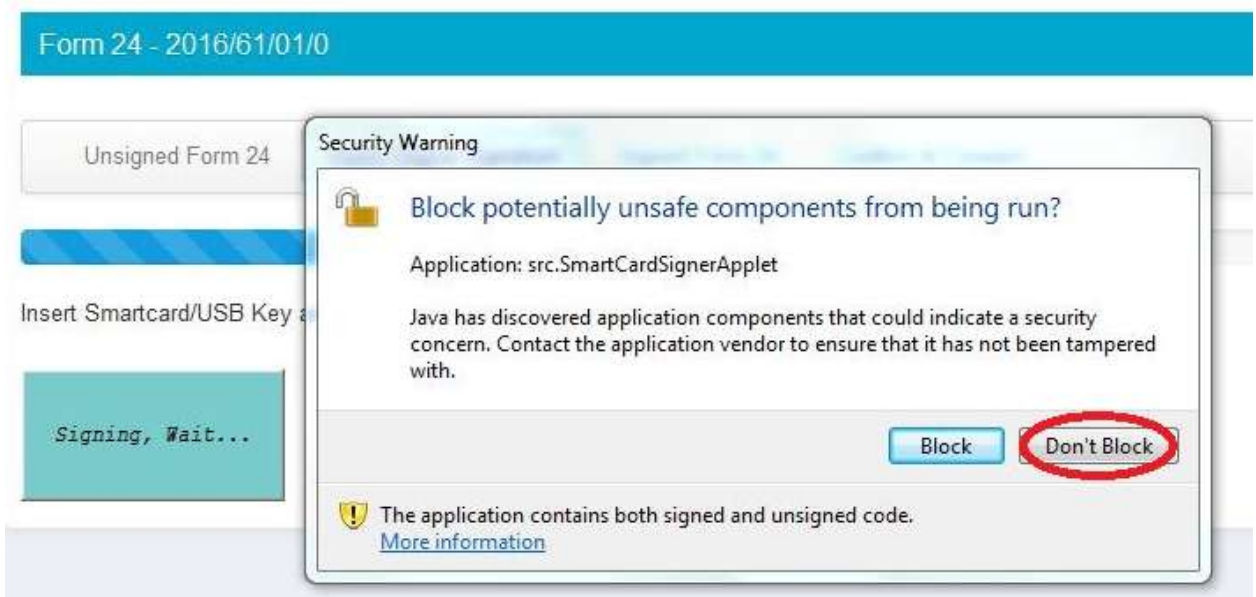 Form 24 - 2016/61/01/0
Unsigned Form 24
Security Warning
Block potentially unsafe components from being run?
Application: src.SmartCardSignerApplet
Insert Smartcard/USB Key
Java has discovered application components that could indicate a security
concern. Contact the application vendor to ensure that it has not been tampered
with.
Signing, Wait...
Block
Don't Block
The application contains both signed and unsigned code.
More information